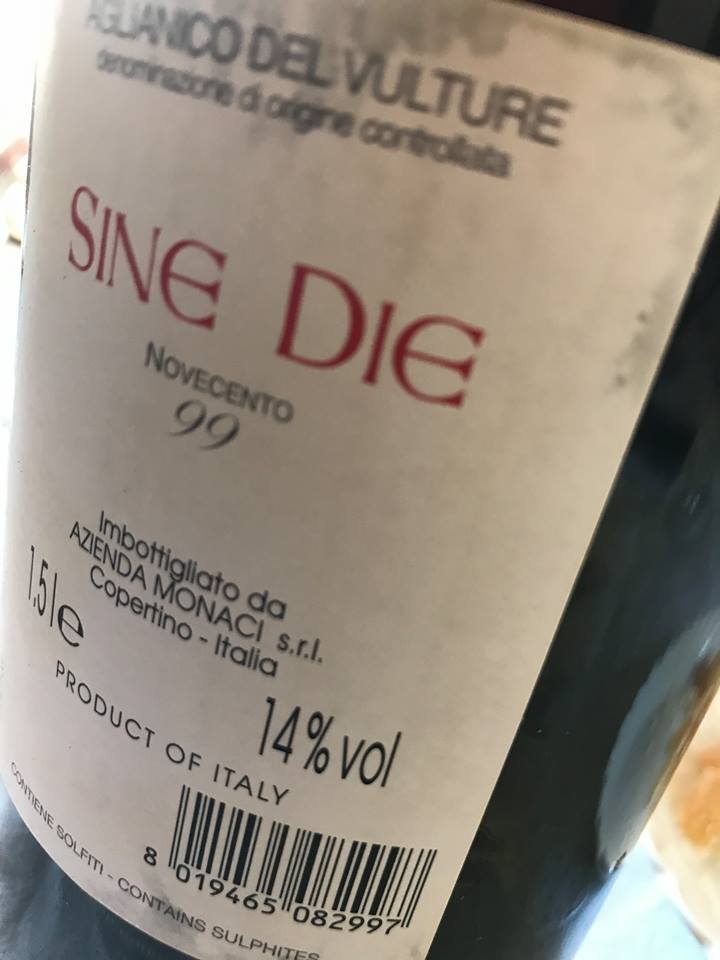 AGLIANICO DEL VULTURE
denominazione di origine controllata
SINE DIE
NOVECENTO
99
Imbottigliato da
AZIENDA MONACI s.r.l.
Copertino - Italia
1,5 l e
14% vol
PRODUCT OF ITALY
8 019465 082997
CONTIENE SOLFITI - CONTAINS SULPHITES